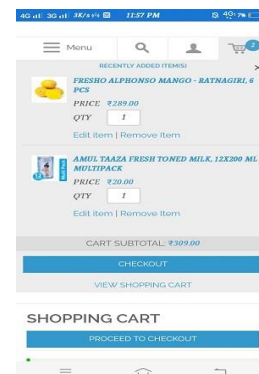 4G 3G 3K/s 11:57 PM 7%
Menu 2
RECENTLY ADDED ITEM(S)
FRESHO ALPHONSO MANGO - RATNAGIRI, 6
PCS
PRICE ₹289.00
QTY 1
Edit item | Remove Item
AMUL TAAZA FRESH TONED MILK, 12X200 ML
MULTIPACK
PRICE ₹20.00
QTY 1
Edit item | Remove Item
CART SUBTOTAL: ₹309.00
CHECKOUT
VIEW SHOPPING CART
SHOPPING CART
PROCEED TO CHECKOUT